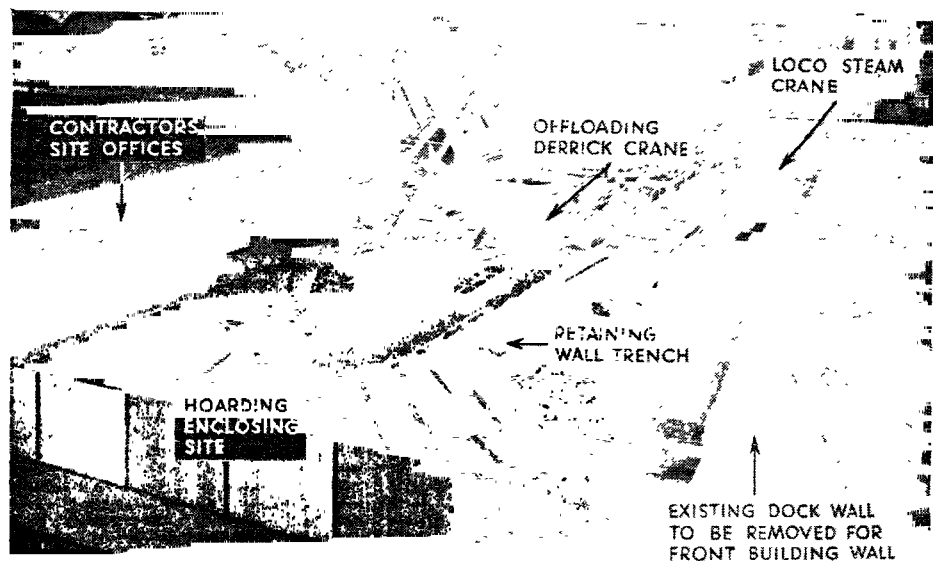 LOCO STEAM
CRANE
CONTRACTORS
SITE OFFICES
OFFLOADING
DERRICK CRANE
RETAINING
WALL TRENCH
HOARDING
ENCLOSING
SITE
EXISTING DOCK WALL
TO BE REMOVED FOR
FRONT BUILDING WALL